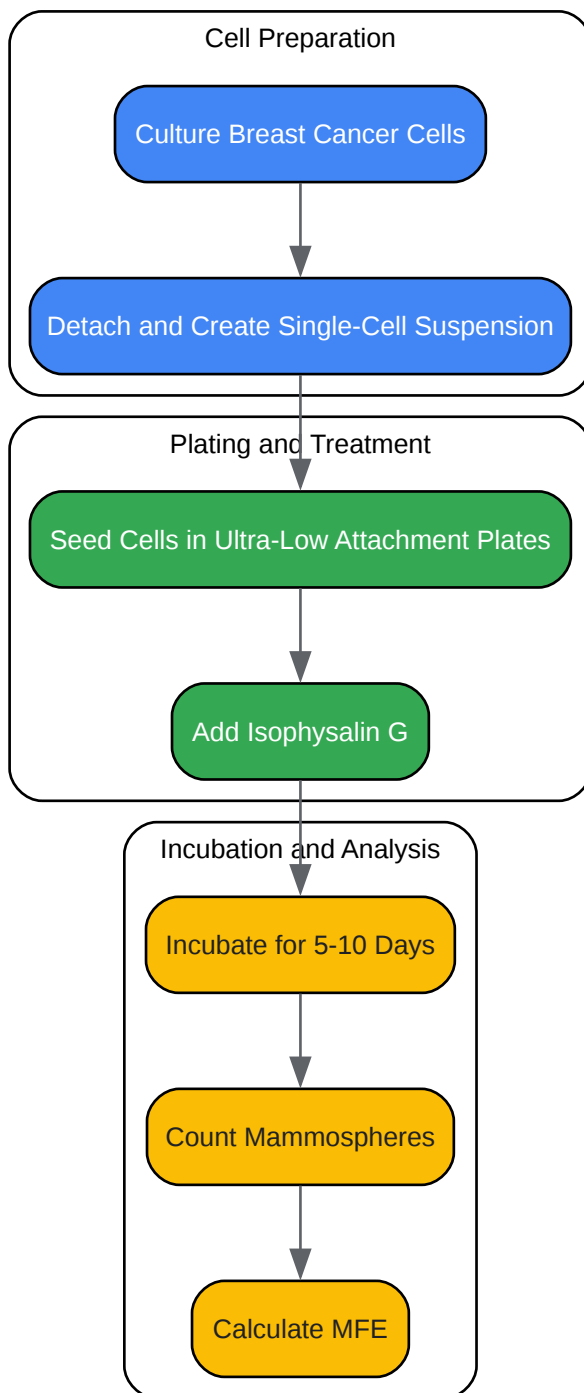 Cell Preparation
Culture Breast Cancer Cells
Detach and Create Single-Cell Suspension
Plating and Treatment
Seed Cells in Ultra-Low Attachment Plates
Add Isophysalin G
Incubation and Analysis
Incubate for 5-10 Days
Count Mammospheres
Calculate MFE